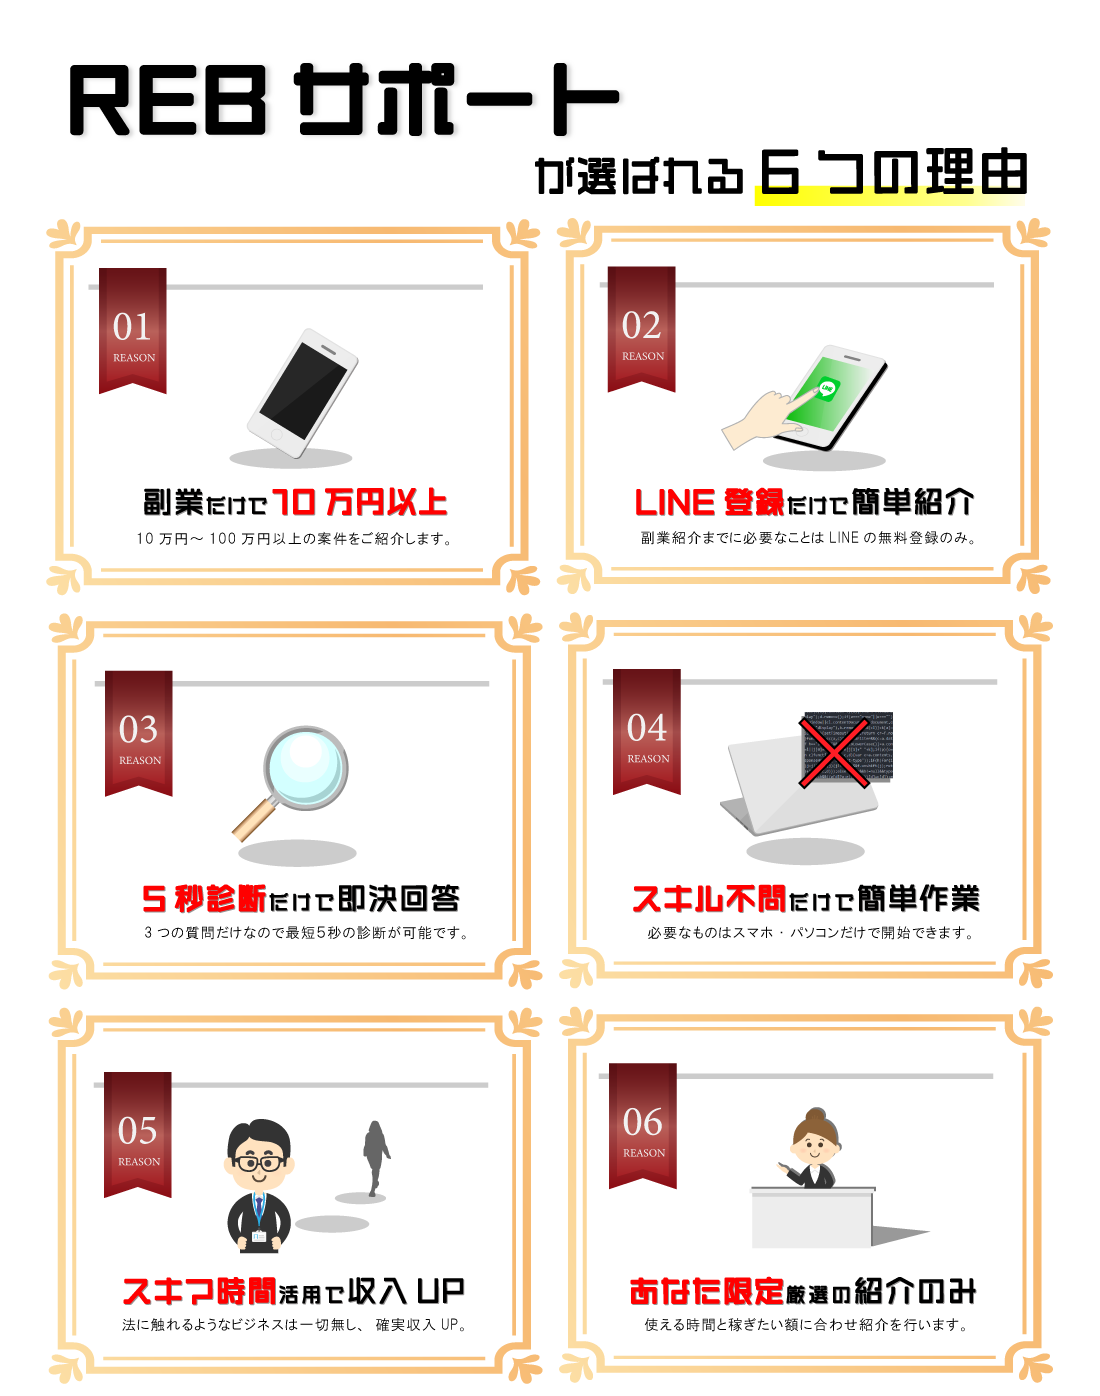 REB サポート
が選ばれる 6 つの理由
01
REASON
副業だけで 10 万円以上
10 万円～ 100 万円以上の案件をご紹介します。
02
REASON
LINE
LINE 登録だけで簡単紹介
副業紹介までに必要なことは LINE の無料登録のみ。
03
REASON
5 秒診断だけで即決回答
3 つの質問だけなので最短5秒の診断が可能です。
04
REASON
スキル不問だけで簡単作業
必要なものはスマホ・パソコンだけで開始できます。
05
REASON
スキマ時間活用で収入 UP
法に触れるようなビジネスは一切無し、確実収入 UP。
06
REASON
あなた限定厳選の紹介のみ
使える時間と稼ぎたい額に合わせ紹介を行います。